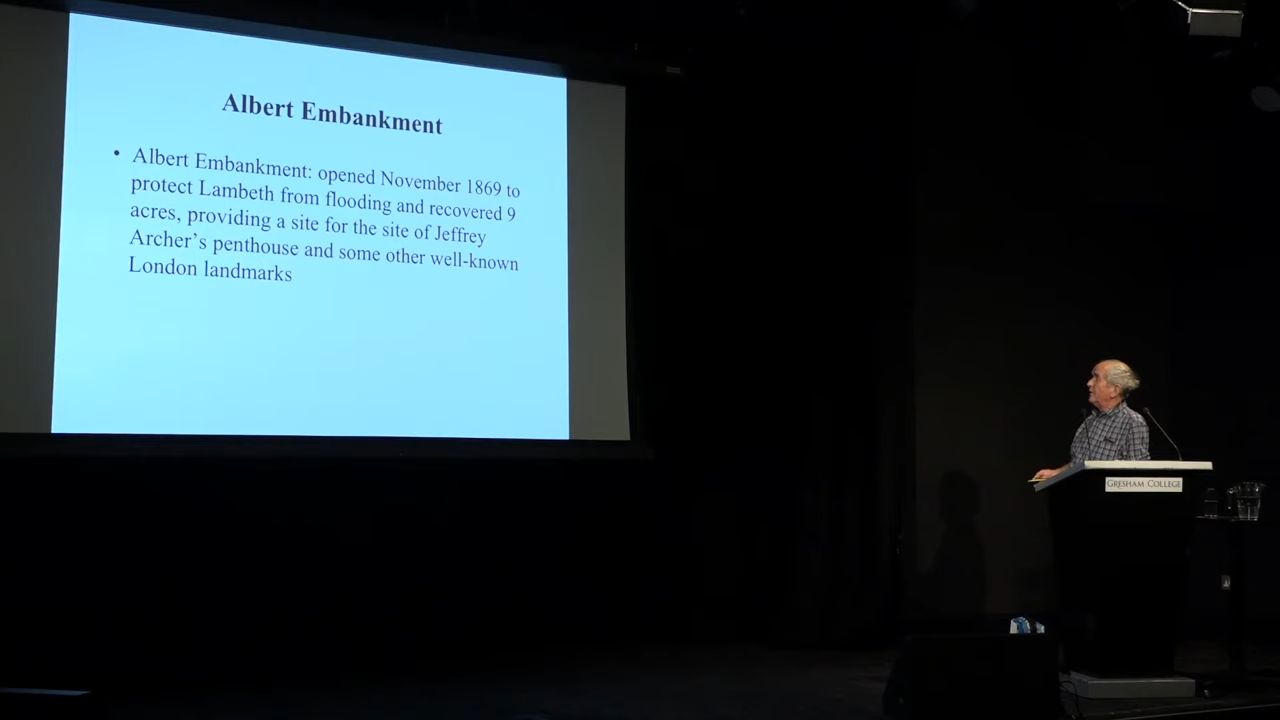 Albert Embankment
• Albert Embankment: opened November 1869 to
protect Lambeth from flooding and recovered 9
acres, providing a site for the site of Jeffrey
Archer's penthouse and some other well-known
London landmarks
GRESHAM COLLEGE